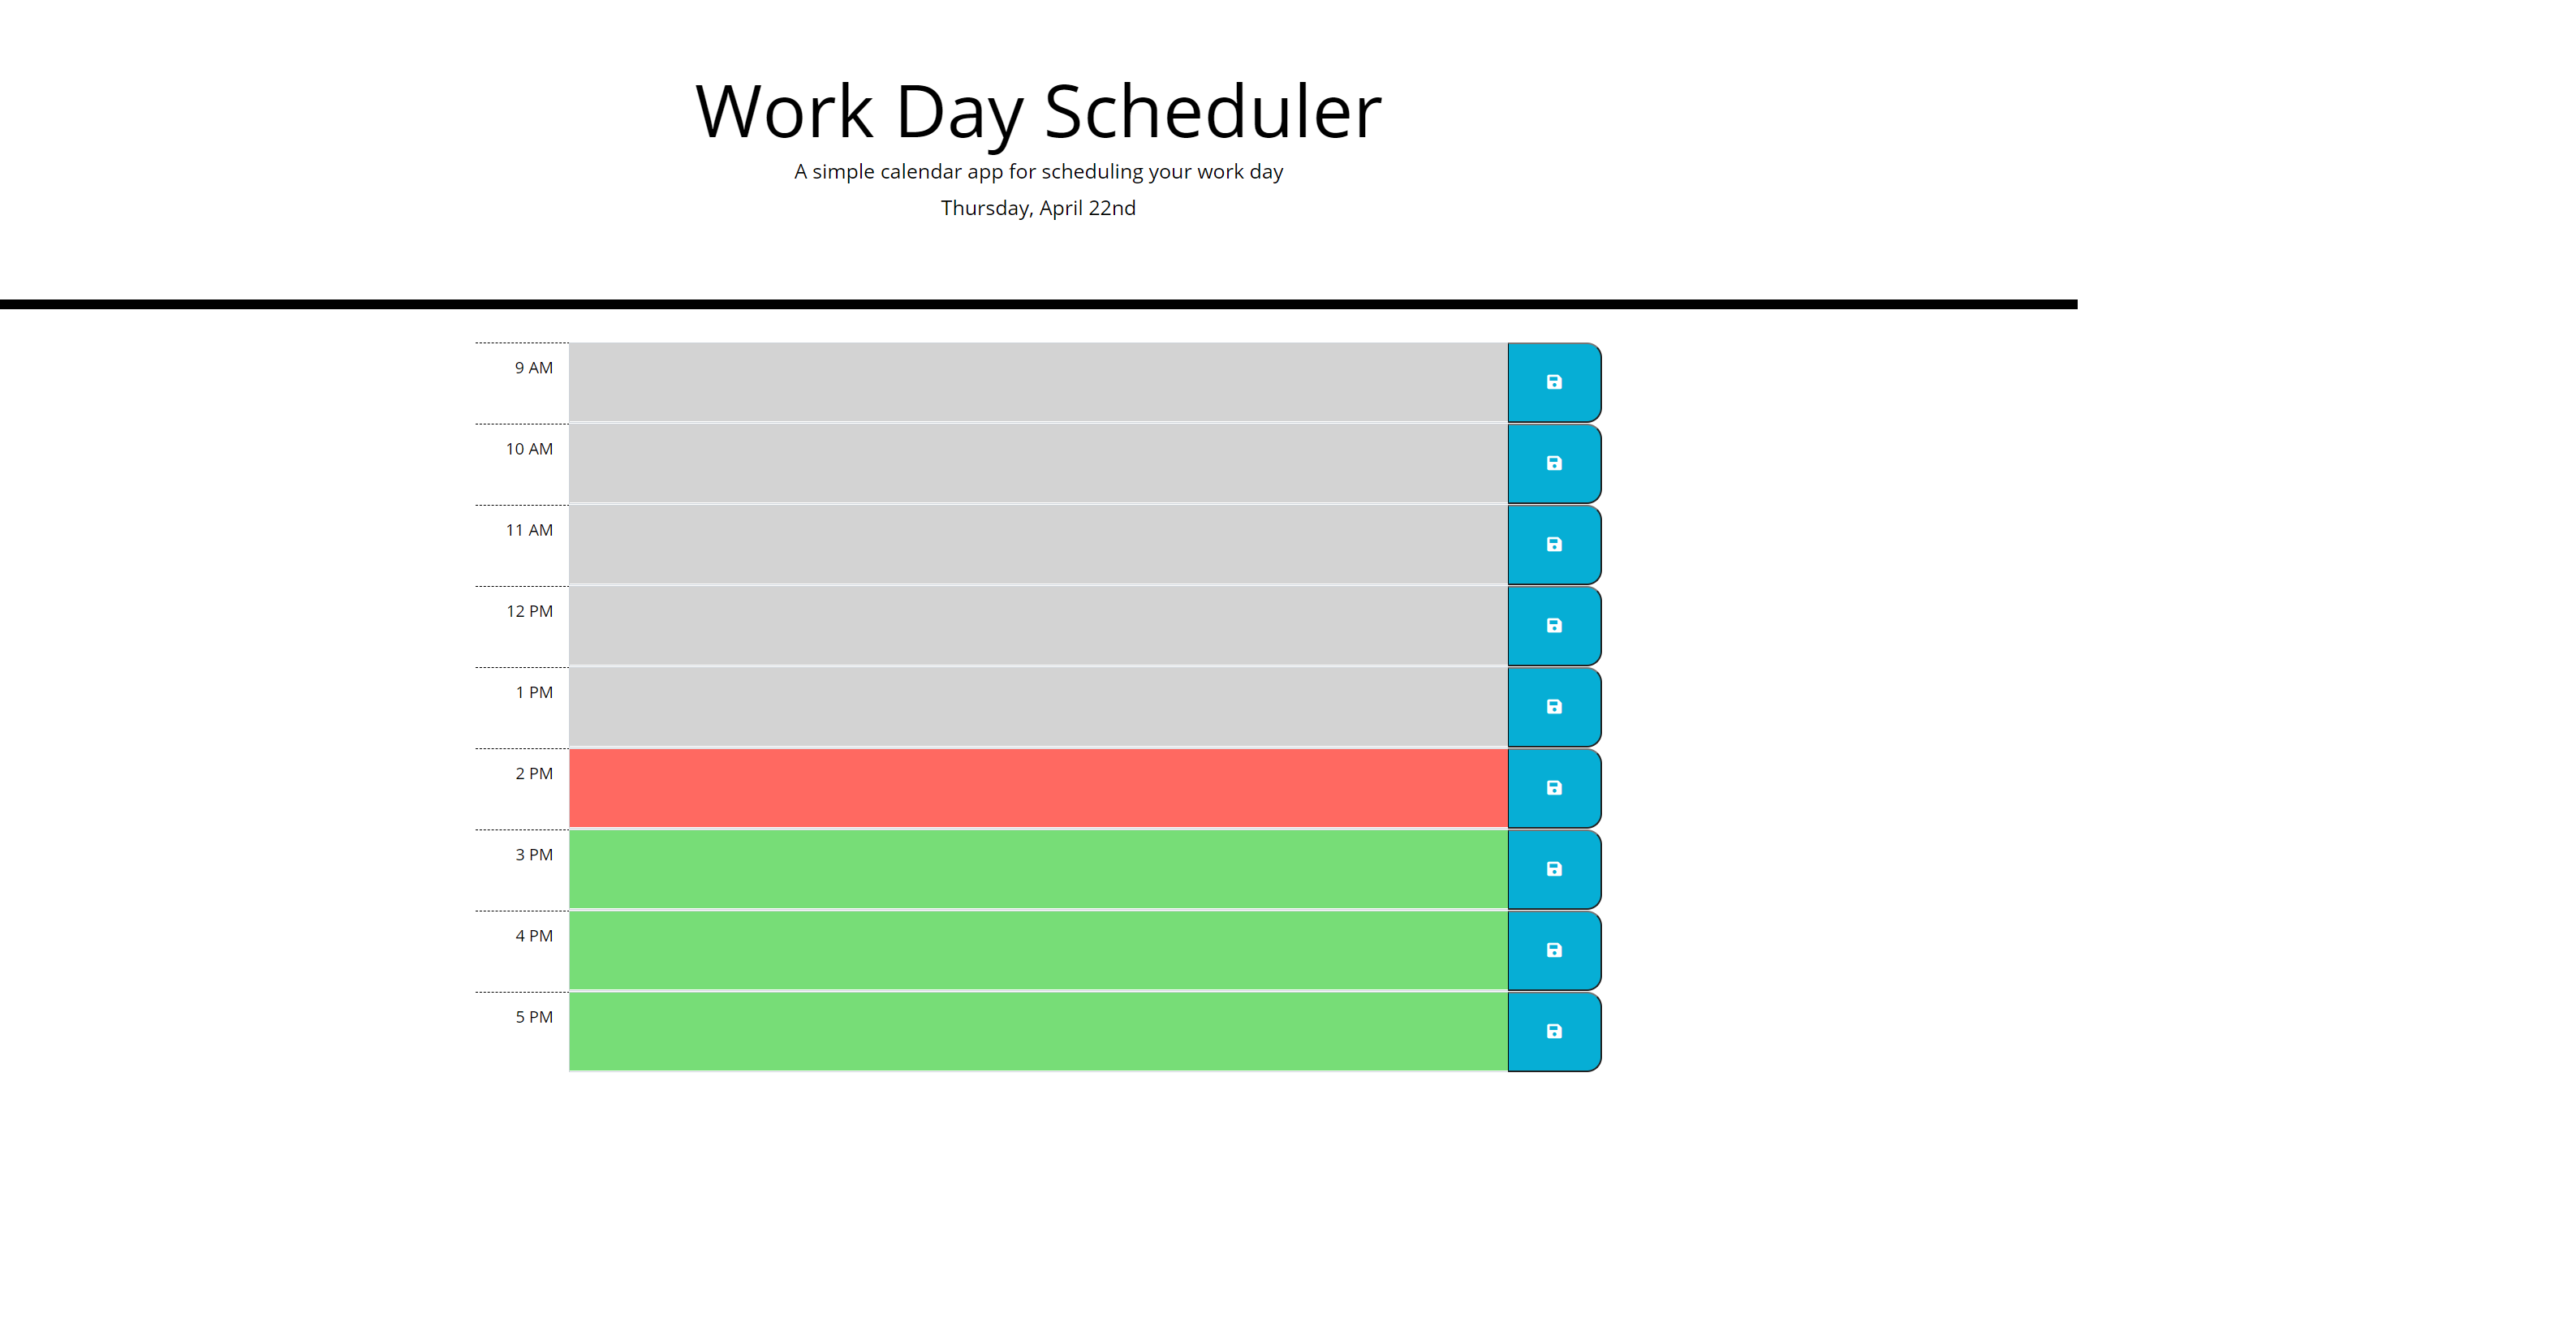 Work Day Scheduler
A simple calendar app for scheduling your work day
Thursday, April 22nd
9 AM
10 AM
11 AM
12 PM
1 PM
2 PM
3 PM
4 PM
5 PM